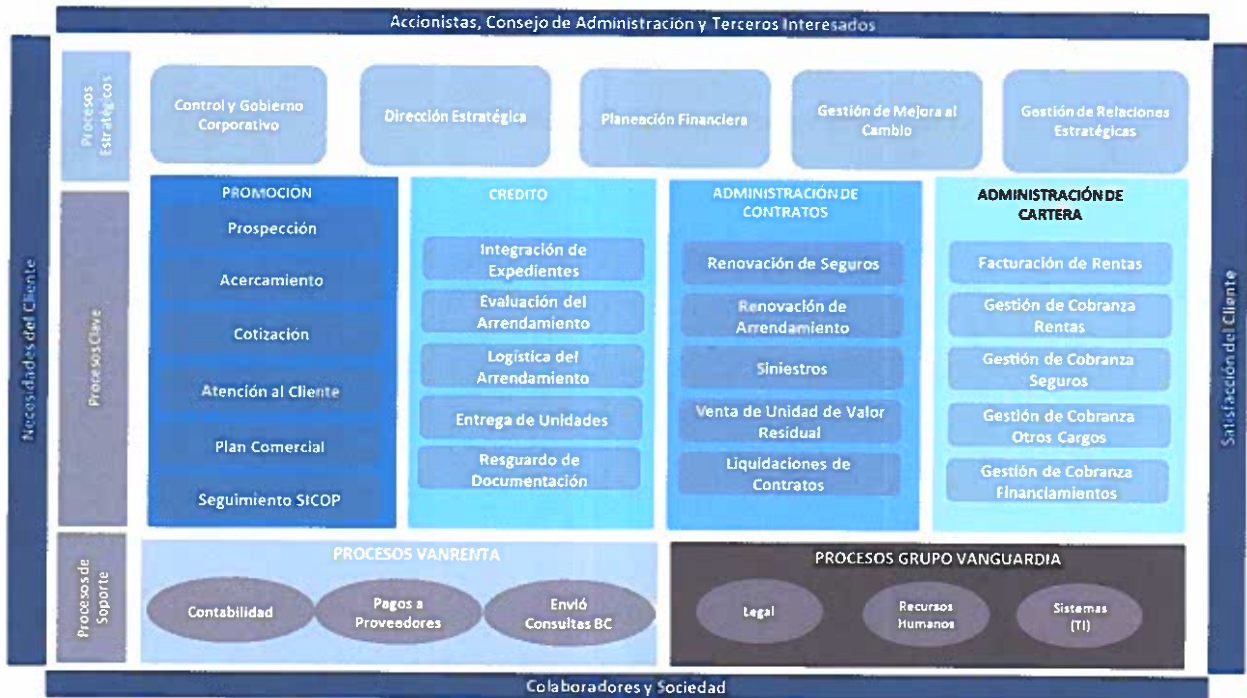 Accionistas, Consejo de Administración y Terceros Interesados
Necesidades del Cliente
Procesos
Estratégicos
Control y Gobierno
Corporativo
Dirección Estratégica
Planeación Financiera
Gestión de Mejora al
Cambio
Gestión de Relaciones
Estratégicas
Procesos Clave
PROMOCIÓN
Prospección
Acercamiento
Cotización
Atención al Cliente
Plan Comercial
Seguimiento SICOP
CREDITO
Integración de
Expedientes
Evaluación del
Arrendamiento
Logística del
Arrendamiento
Entrega de Unidades
Resguardo de
Documentación
ADMINISTRACIÓN DE
CONTRATOS
Renovación de Seguros
Renovación de
Arrendamiento
Siniestros
Venta de Unidad de Valor
Residual
Liquidaciones de
Contratos
ADMINISTRACIÓN DE
CARTERA
Facturación de Rentas
Gestión de Cobranza
Rentas
Gestión de Cobranza
Seguros
Gestión de Cobranza
Otros Cargos
Gestión de Cobranza
Financiamientos
Satisfacción del Cliente
Procesos de
Soporte
PROCESOS VANRENTA
Contabilidad
Pagos a
Proveedores
Envió
Consultas BC
PROCESOS GRUPO VANGUARDIA
Legal
Recursos
Humanos
Sistemas
(TI)
Colaboradores y Sociedad